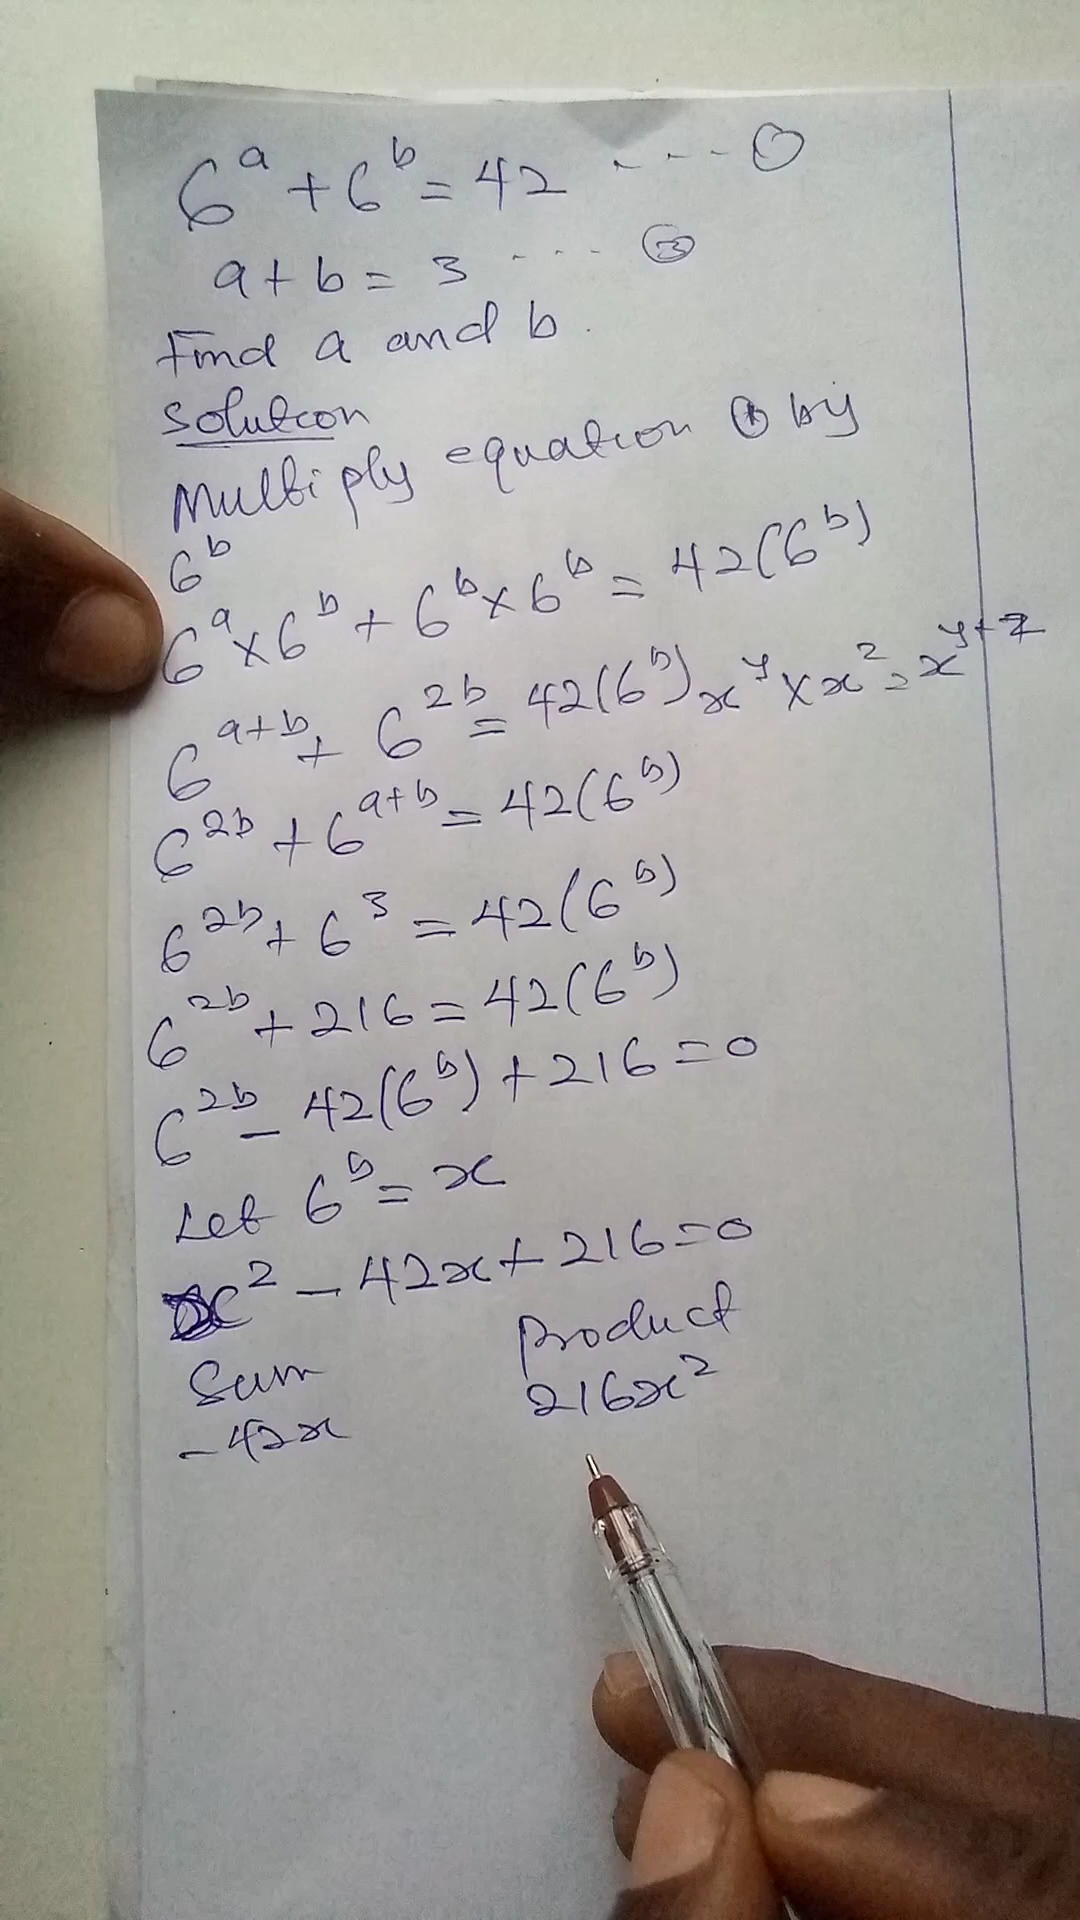 6^a + 6^b = 42 ---- ①
a + b = 3 ---- ②
Find a and b.
Solution
Multiply equation ① by
6^b
6^a × 6^b + 6^b × 6^b = 42(6^b)
6^{a+b} + 6^{2b} = 42(6^b) x^y × x^z = x^{y+z}
6^{2b} + 6^{a+b} = 42(6^b)
6^{2b} + 6^3 = 42(6^b)
6^{2b} + 216 = 42(6^b)
6^{2b} - 42(6^b) + 216 = 0
Let 6^b = x
x^2 - 42x + 216 = 0
Sum Product
-42x 216x^2